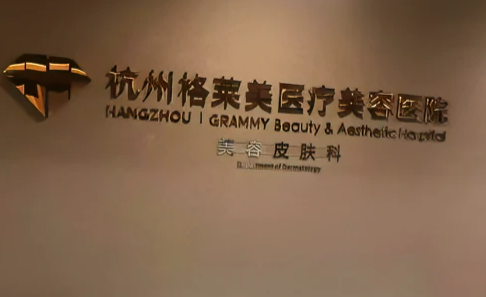 杭州格莱美医疗美容医院
HANGZHOU | GRAMMY Beauty & Aesthetic Hospital
美容皮肤科
Department of Dermatology